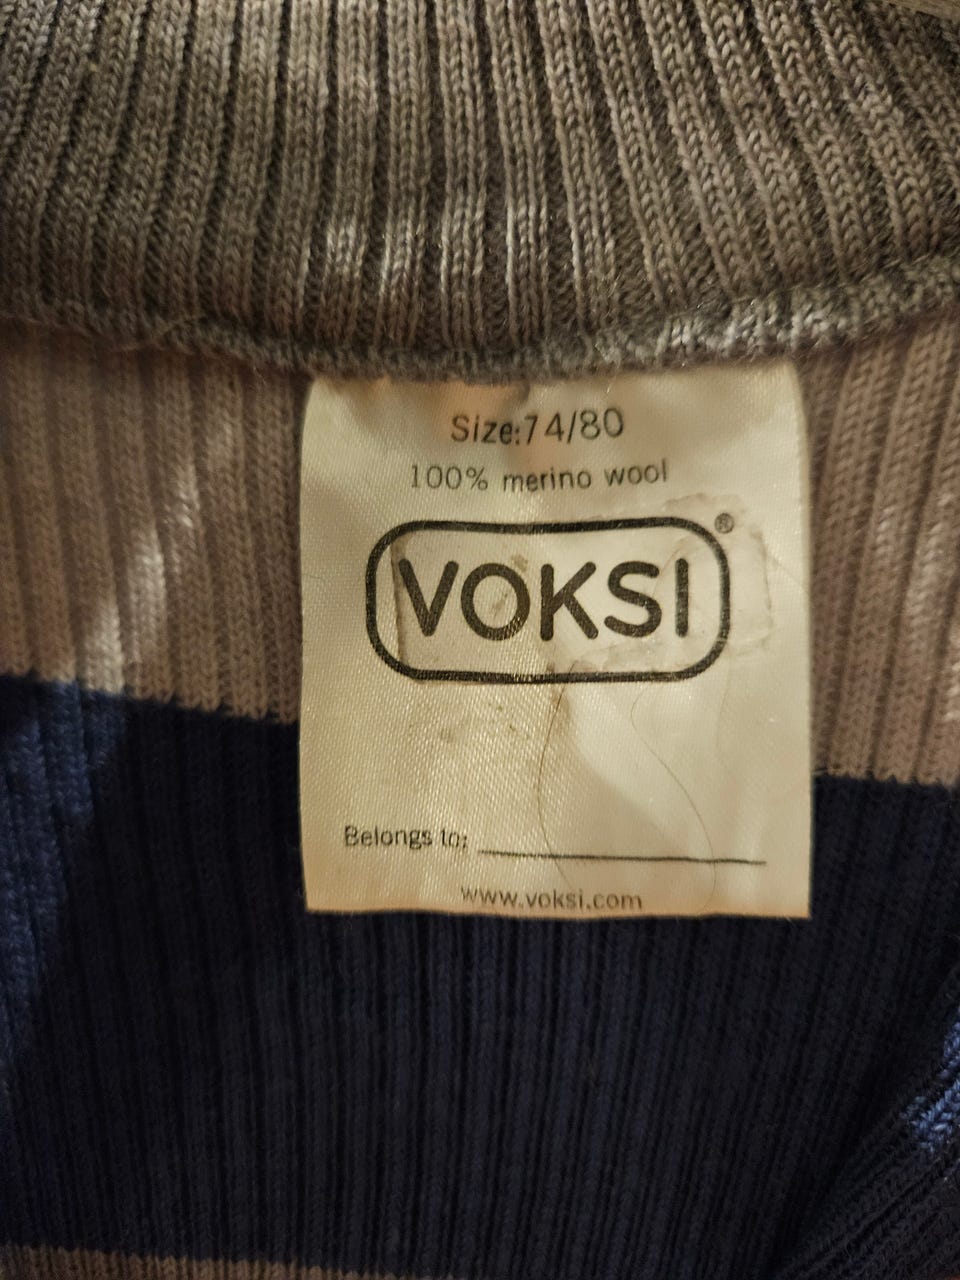 Size:74/80
100% merino wool
VOKSI®
Belongs to:
www.voksi.com